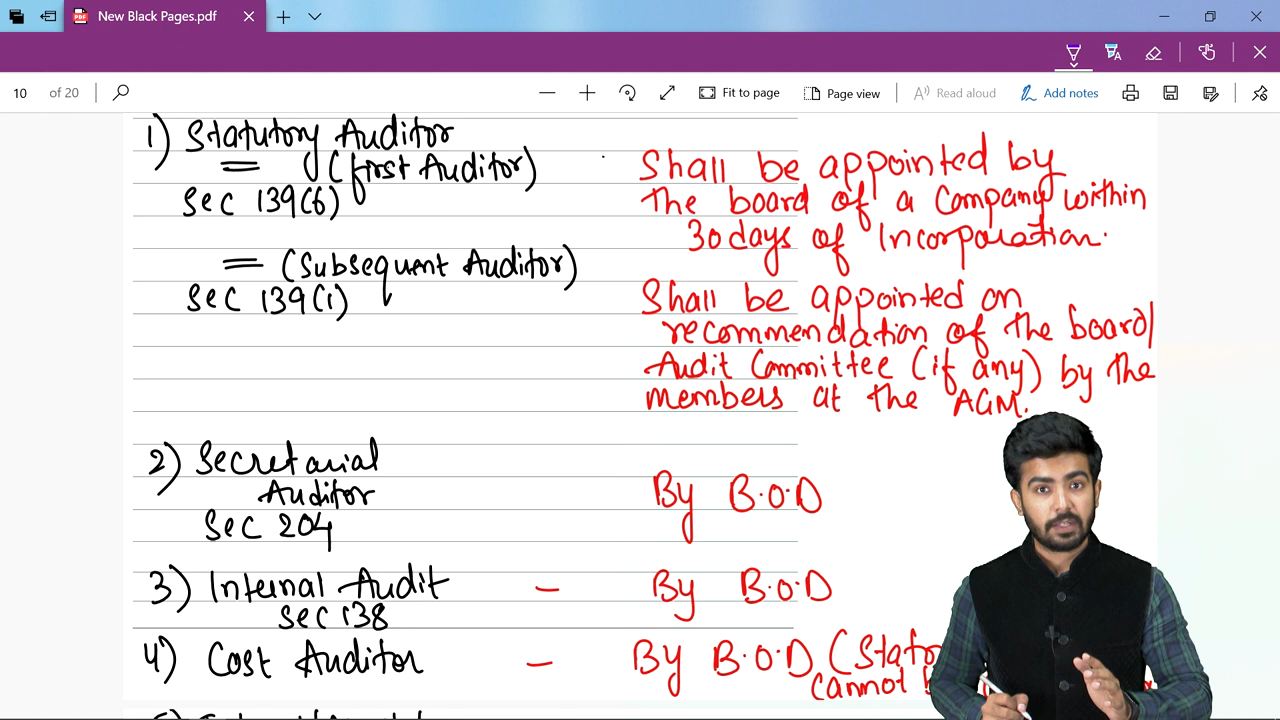 New Black Pages.pdf
10 of 20
Fit to page
Page view
Read aloud
Add notes
1) Statutory Auditor
(first Auditor)
Sec 139(6)
Shall be appointed by
the board of a Company within
30 days of Incorporation.
= (Subsequent Auditor)
Sec 139(1)
Shall be appointed on
recommendation of the board/
Audit Committee (if any) by the
members at the AGM.
2) Secretarial
Auditor
Sec 204
By B.O.D
3) Internal Audit - By B.O.D
Sec 138
4) Cost Auditor - By B.O.D
cannot